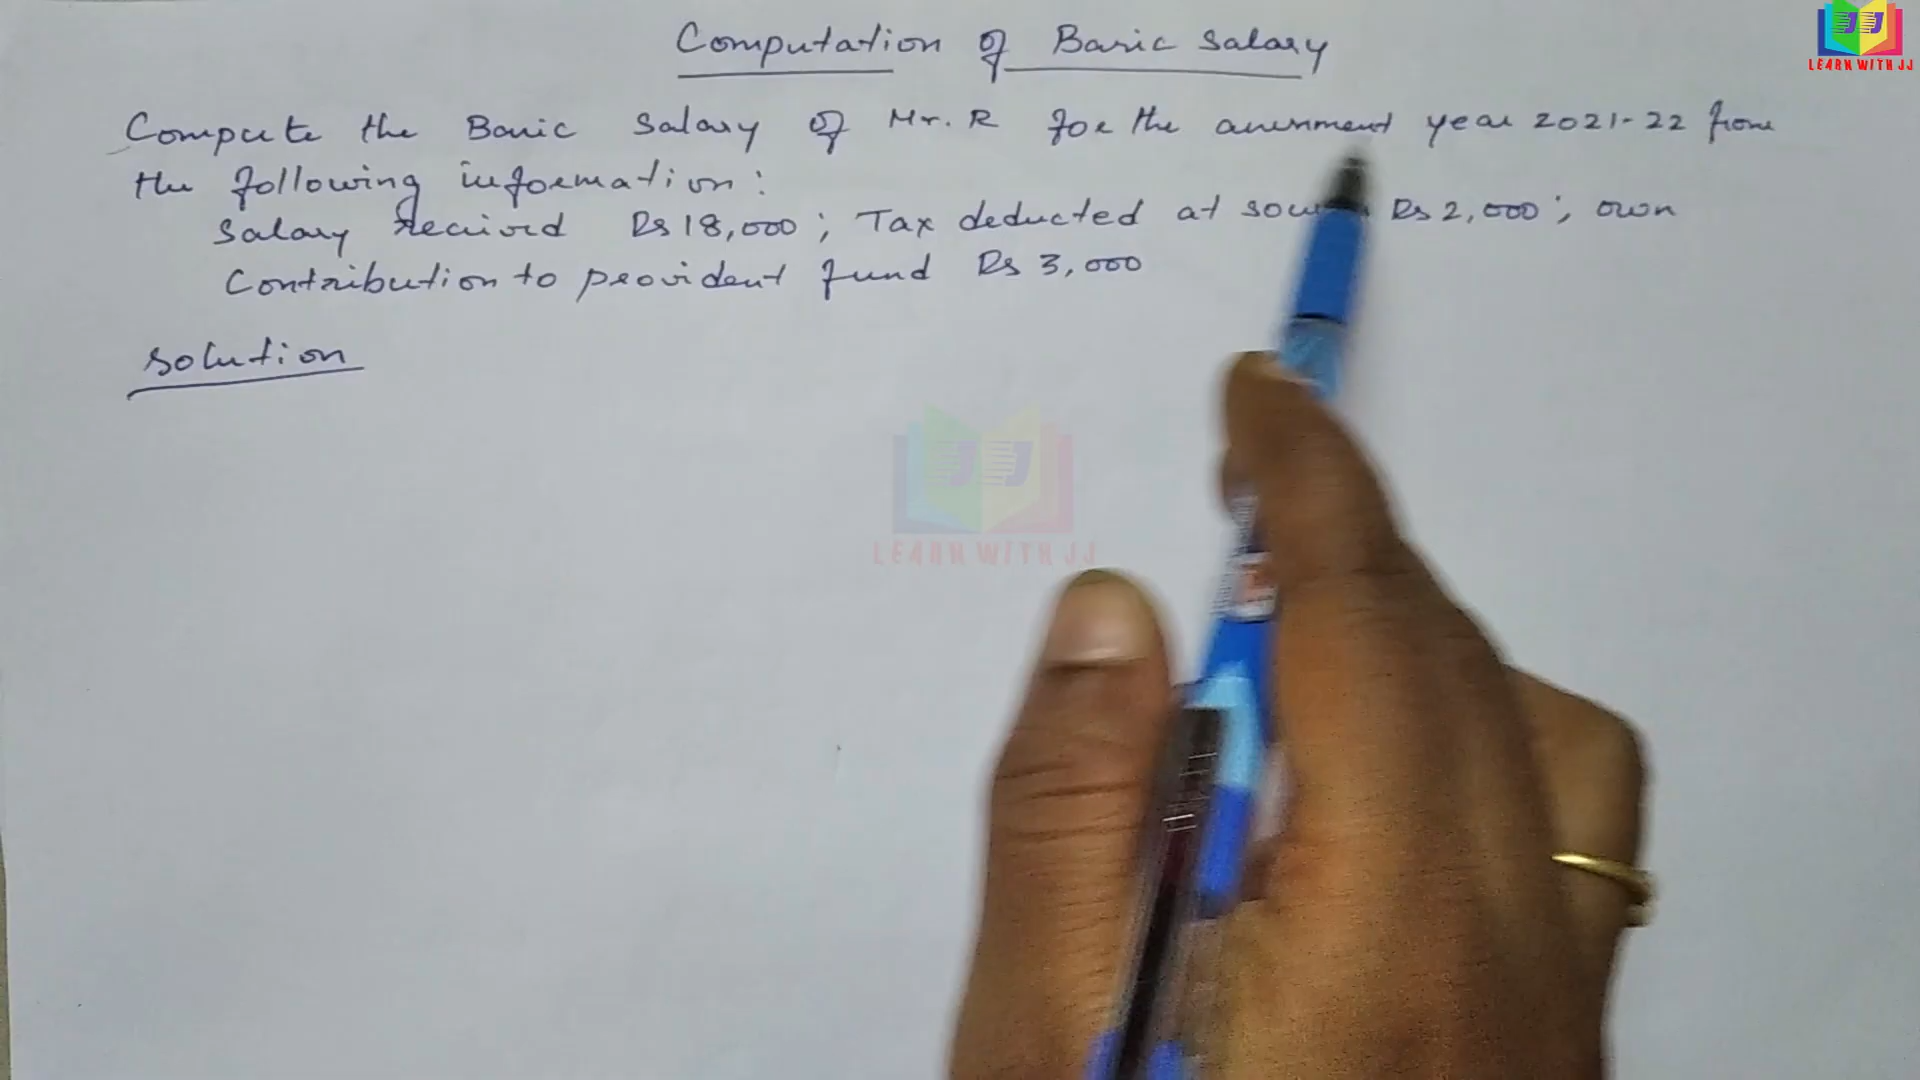 Computation of Basic Salary
Compute the Basic Salary of Mr. R for the assessment year 2021-22 from
the following information:
Salary received Rs 18,000; Tax deducted at Rs 2,000; own
Contribution to provident fund Rs 3,000
Solution
LEARN WITH JJ
LEARN WITH JJ